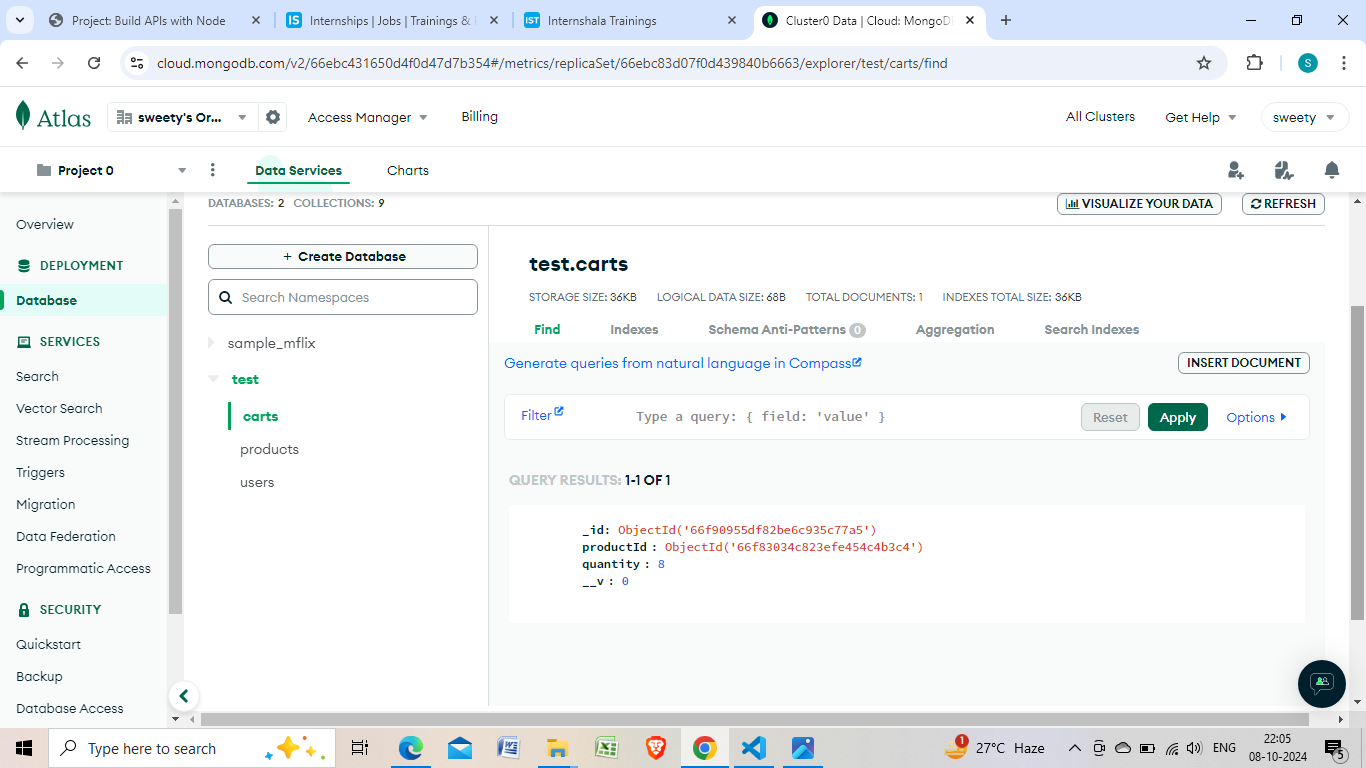 Project: Build APIs with Node
Internships | Jobs | Trainings &
Internshala Trainings
Cluster0 Data | Cloud: MongoD
cloud.mongodb.com/v2/66ebc431650d4f0d47d7b354#/metrics/replicaSet/66ebc83d07f0d439840b6663/explorer/test/carts/find
S
Atlas
sweety's Or...
Access Manager
Billing
All Clusters
Get Help
sweety
Project 0
Data Services
Charts
Overview
DEPLOYMENT
Database
SERVICES
Search
Vector Search
Stream Processing
Triggers
Migration
Data Federation
Programmatic Access
SECURITY
Quickstart
Backup
Database Access
DATABASES: 2 COLLECTIONS: 9
VISUALIZE YOUR DATA
REFRESH
+ Create Database
Search Namespaces
sample_mflix
test
carts
products
users
test.carts
STORAGE SIZE: 36KB LOGICAL DATA SIZE: 68B TOTAL DOCUMENTS: 1 INDEXES TOTAL SIZE: 36KB
Find Indexes Schema Anti-Patterns 0 Aggregation Search Indexes
Generate queries from natural language in Compass
INSERT DOCUMENT
Filter
Type a query: { field: 'value' }
Reset
Apply
Options
QUERY RESULTS: 1-1 OF 1
_id: ObjectId('66f90955df82be6c935c77a5')
productId : ObjectId('66f83034c823efe454c4b3c4')
quantity : 8
__v : 0
Type here to search
1
27°C Haze
ENG
22:05
08-10-2024
5